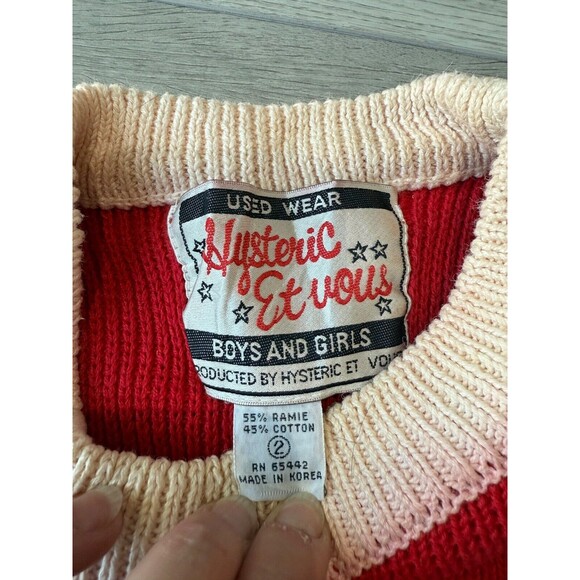 USED WEAR
Hysteric
Et vous
BOYS AND GIRLS
PRODUCTED BY HYSTERIC ET VOUS
55% RAMIE
45% COTTON
2
RN 65442
MADE IN KOREA